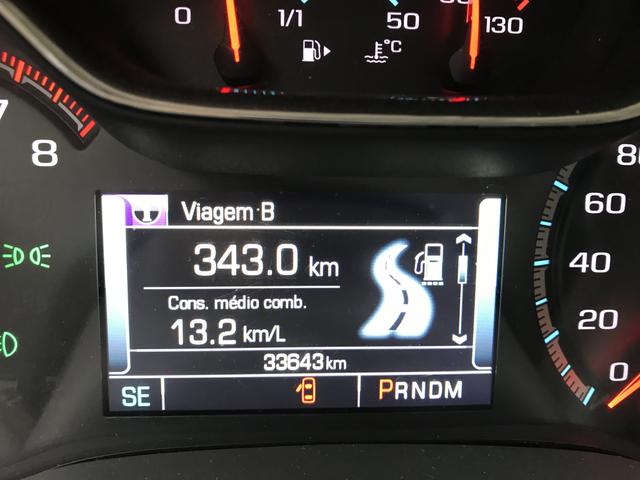 0 1/1 50 130
°C
7
8
Viagem B
343.0 km
Cons. médio comb.
13.2 km/L
33643 km
SE PRNDM
80
60
40
20
0